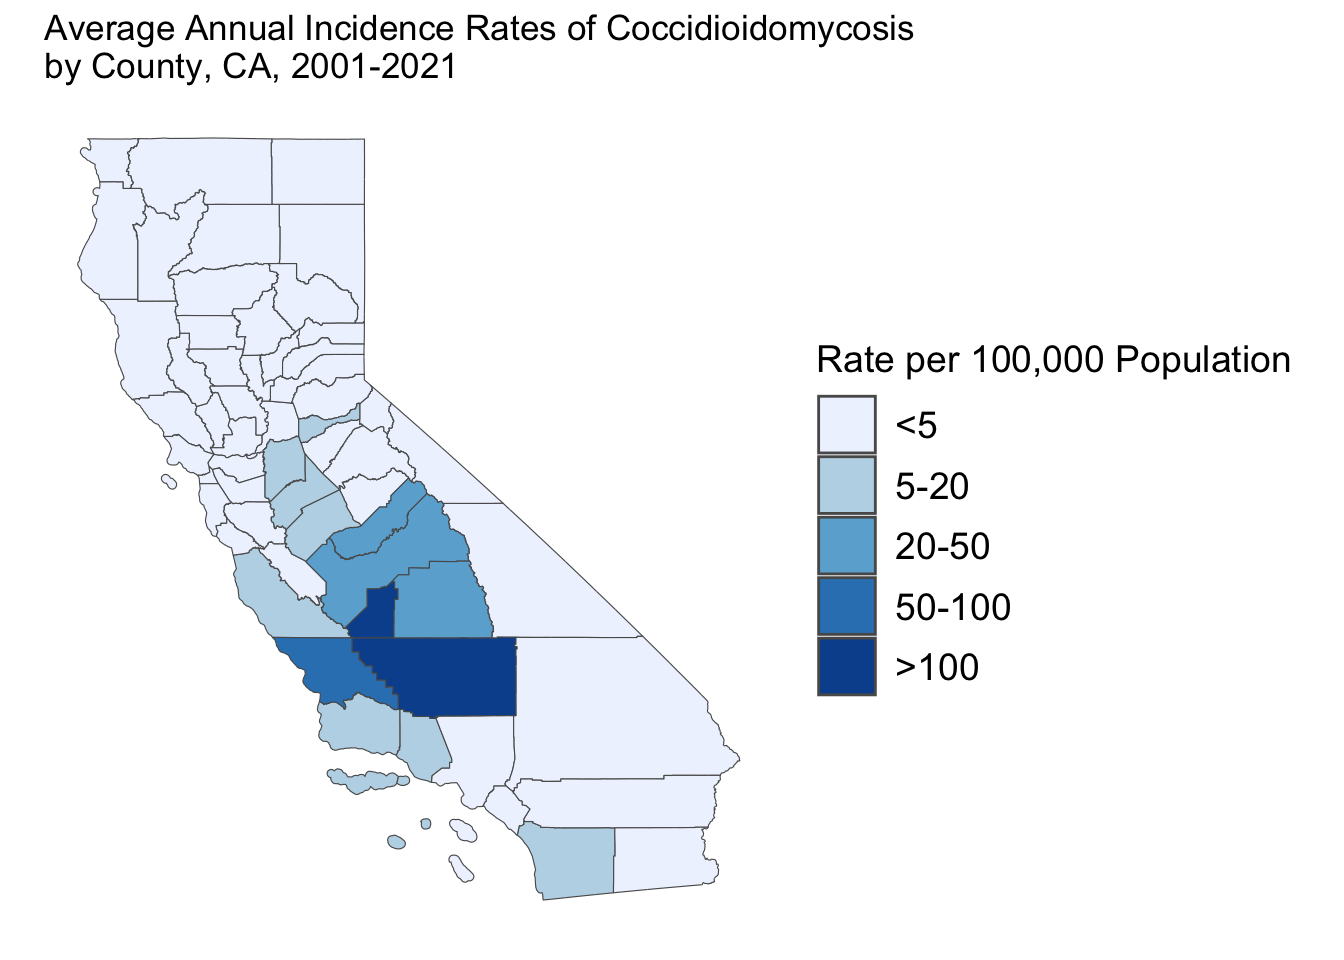 Average Annual Incidence Rates of Coccidioidomycosis
by County, CA, 2001-2021
Rate per 100,000 Population
<5
5-20
20-50
50-100
>100